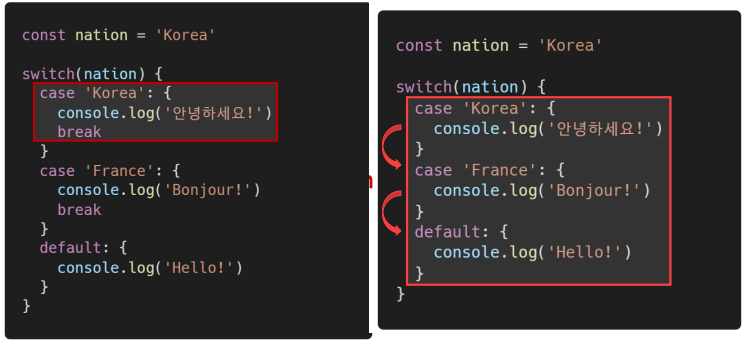 const nation = 'Korea'
switch(nation) {
case 'Korea': {
console.log('안녕하세요!')
break
}
case 'France': {
console.log('Bonjour!')
break
}
default: {
console.log('Hello!')
}
}
const nation = 'Korea'
switch(nation) {
case 'Korea': {
console.log('안녕하세요!')
}
case 'France': {
console.log('Bonjour!')
}
default: {
console.log('Hello!')
}
}